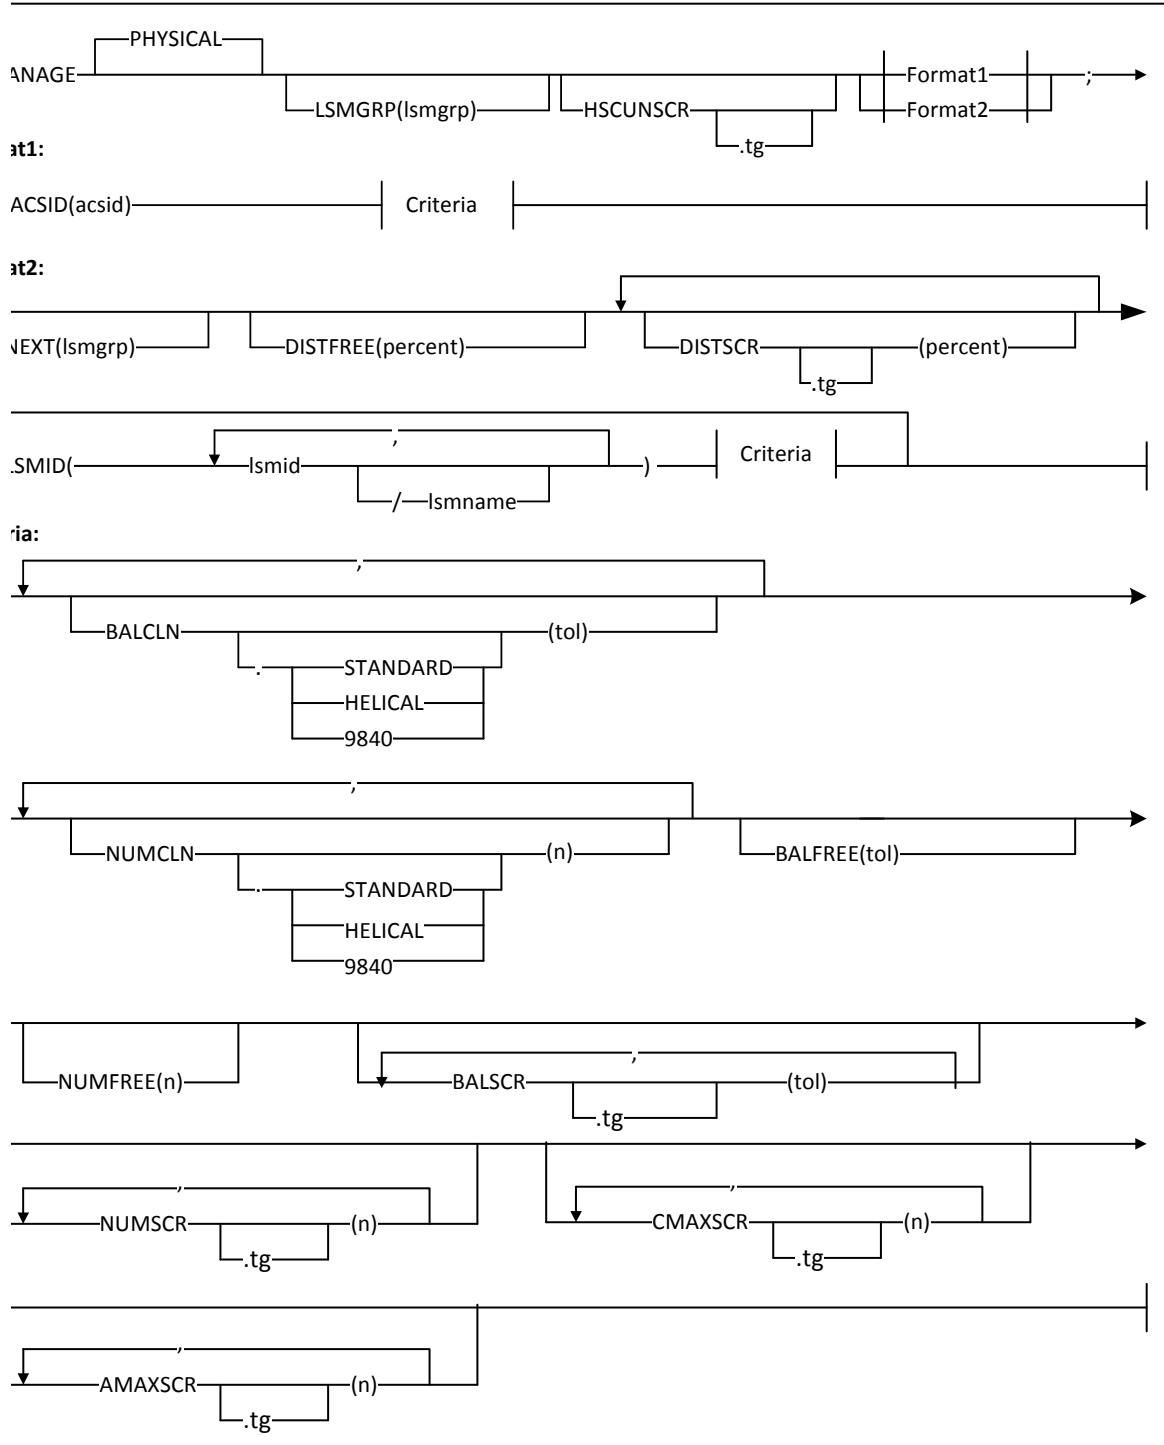 PHYSICAL
ANAGE Format1 ;
LSMGRP(lsmgrp) HSCUNSCR Format2
.tg
at1:
ACSID(acsid) Criteria
at2:
NEXT(lsmgrp) DISTFREE(percent) DISTSCR (percent)
.tg
,
LSMID( lsmid ) Criteria
/ lsmname
ria:
,
BALCLN (tol)
. STANDARD
HELICAL
9840
,
NUMCLN (n) BALFREE(tol)
. STANDARD
HELICAL
9840
,
NUMFREE(n) BALSCR (tol)
.tg
, ,
NUMSCR (n) CMAXSCR (n)
.tg .tg
,
AMAXSCR (n)
.tg